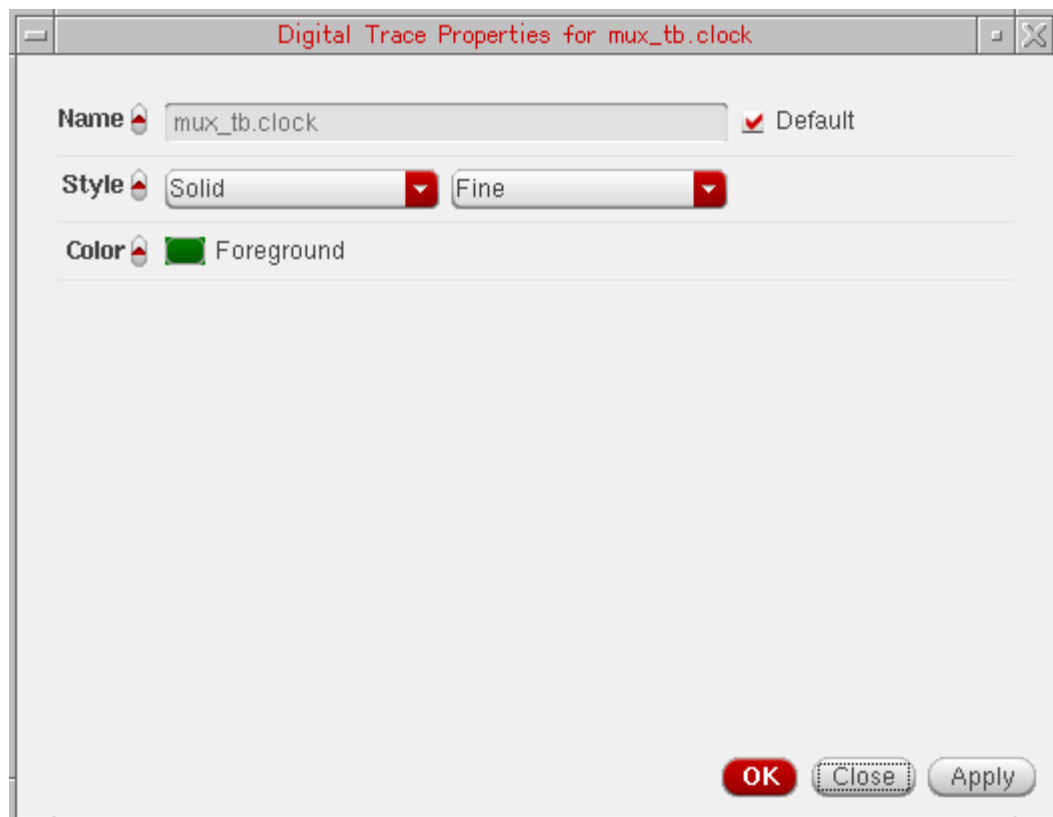 Digital Trace Properties for mux_tb.clock
Name mux_tb.clock Default
Style Solid Fine
Color Foreground
OK Close Apply